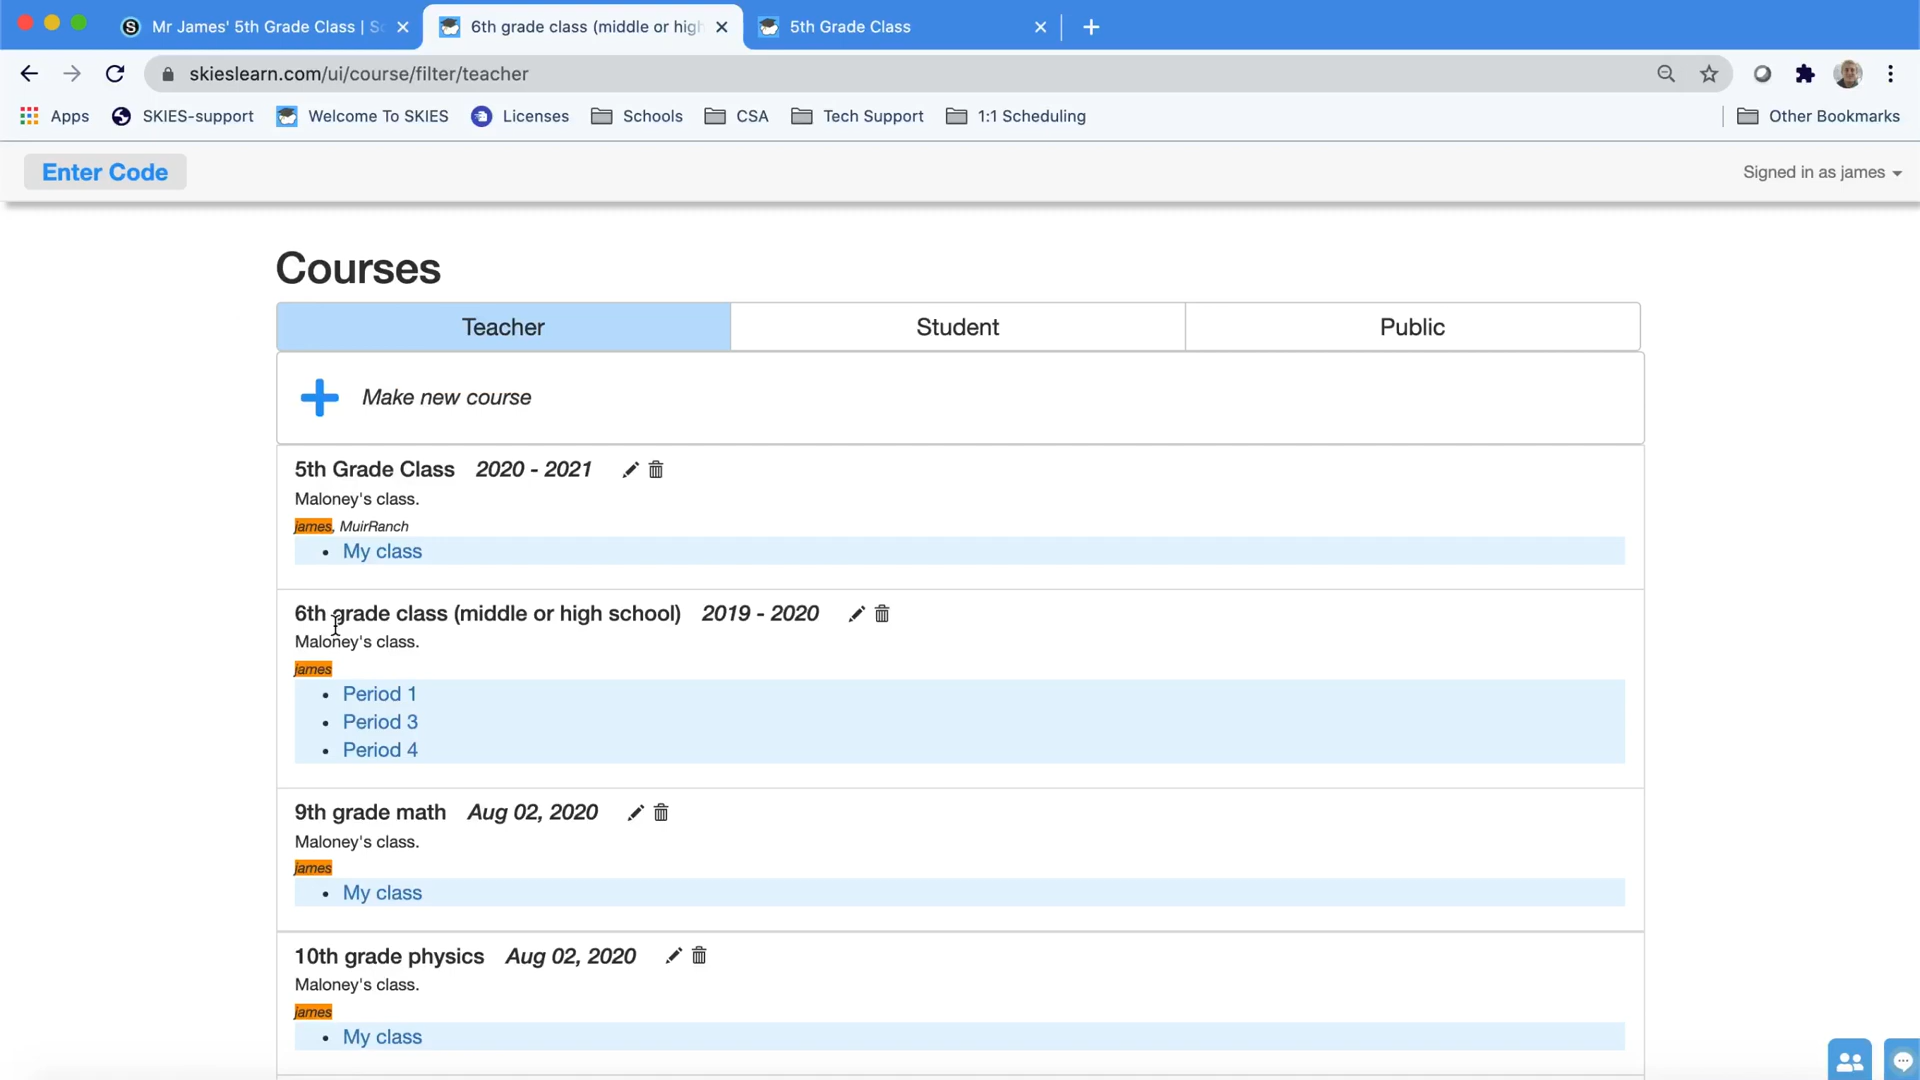 Mr James' 5th Grade Class | Sc
6th grade class (middle or high
5th Grade Class
skieslearn.com/ui/course/filter/teacher
Apps
SKIES-support
Welcome To SKIES
Licenses
Schools
CSA
Tech Support
1:1 Scheduling
Other Bookmarks
Enter Code
Signed in as james
Courses
Teacher
Student
Public
Make new course
5th Grade Class 2020 - 2021
Maloney's class.
james, MuirRanch
• My class
6th grade class (middle or high school) 2019 - 2020
Maloney's class.
james
• Period 1
• Period 3
• Period 4
9th grade math Aug 02, 2020
Maloney's class.
james
• My class
10th grade physics Aug 02, 2020
Maloney's class.
james
• My class